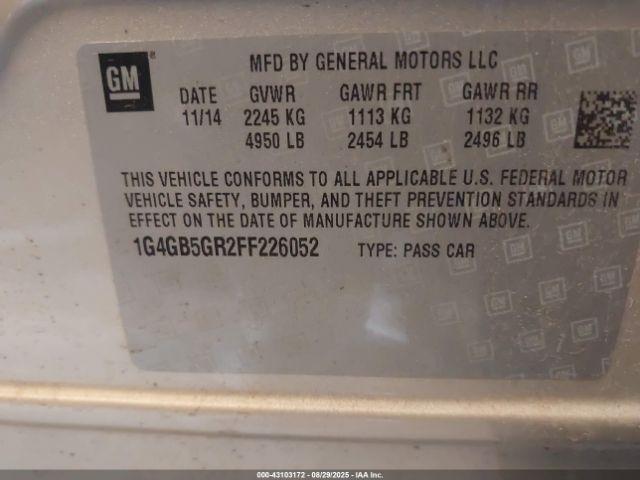 GM
MFD BY GENERAL MOTORS LLC
DATE GVWR GAWR FRT GAWR RR
11/14 2245 KG 1113 KG 1132 KG
4950 LB 2454 LB 2496 LB
THIS VEHICLE CONFORMS TO ALL APPLICABLE U.S. FEDERAL MOTOR
VEHICLE SAFETY, BUMPER, AND THEFT PREVENTION STANDARDS IN
EFFECT ON THE DATE OF MANUFACTURE SHOWN ABOVE.
1G4GB5GR2FF226052 TYPE: PASS CAR
000-43103172 - 08/29/2025 - IAAINC.